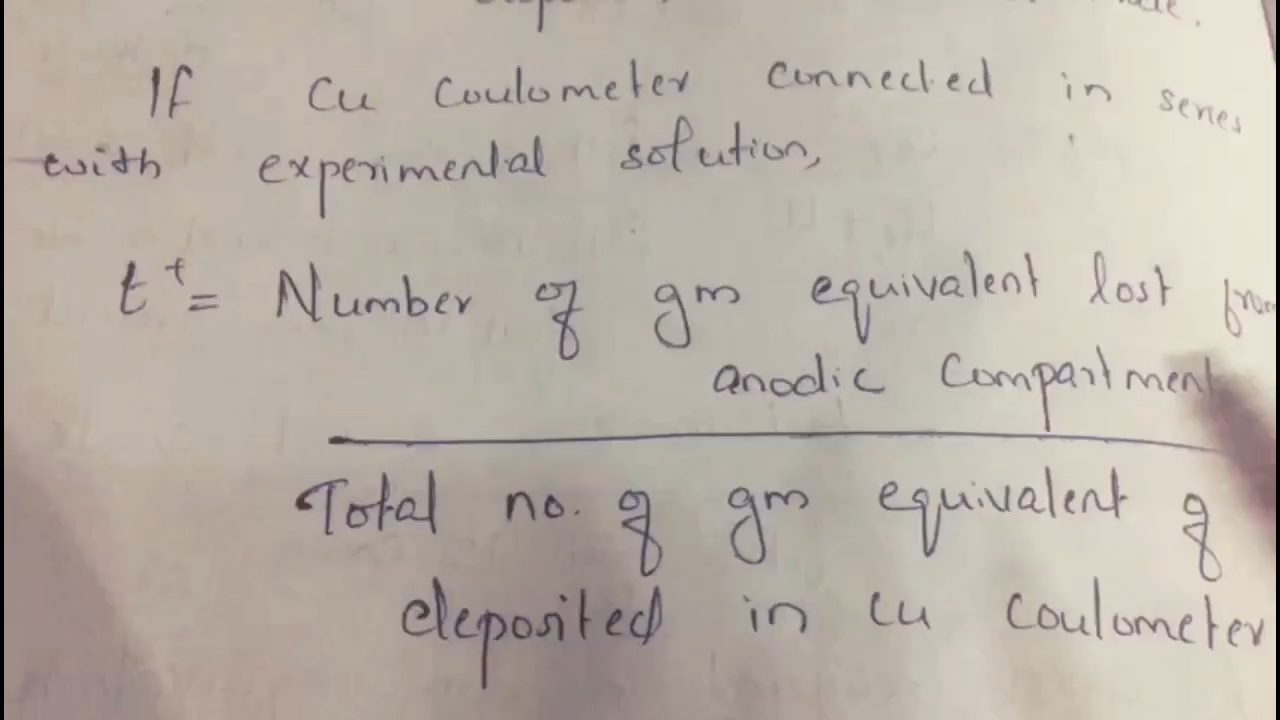 If Cu Coulometer connected in series
with experimental solution,
t⁺ = Number of gm equivalent lost from
anodic Compartment
Total no. of gm equivalent of
deposited in cu coulometer